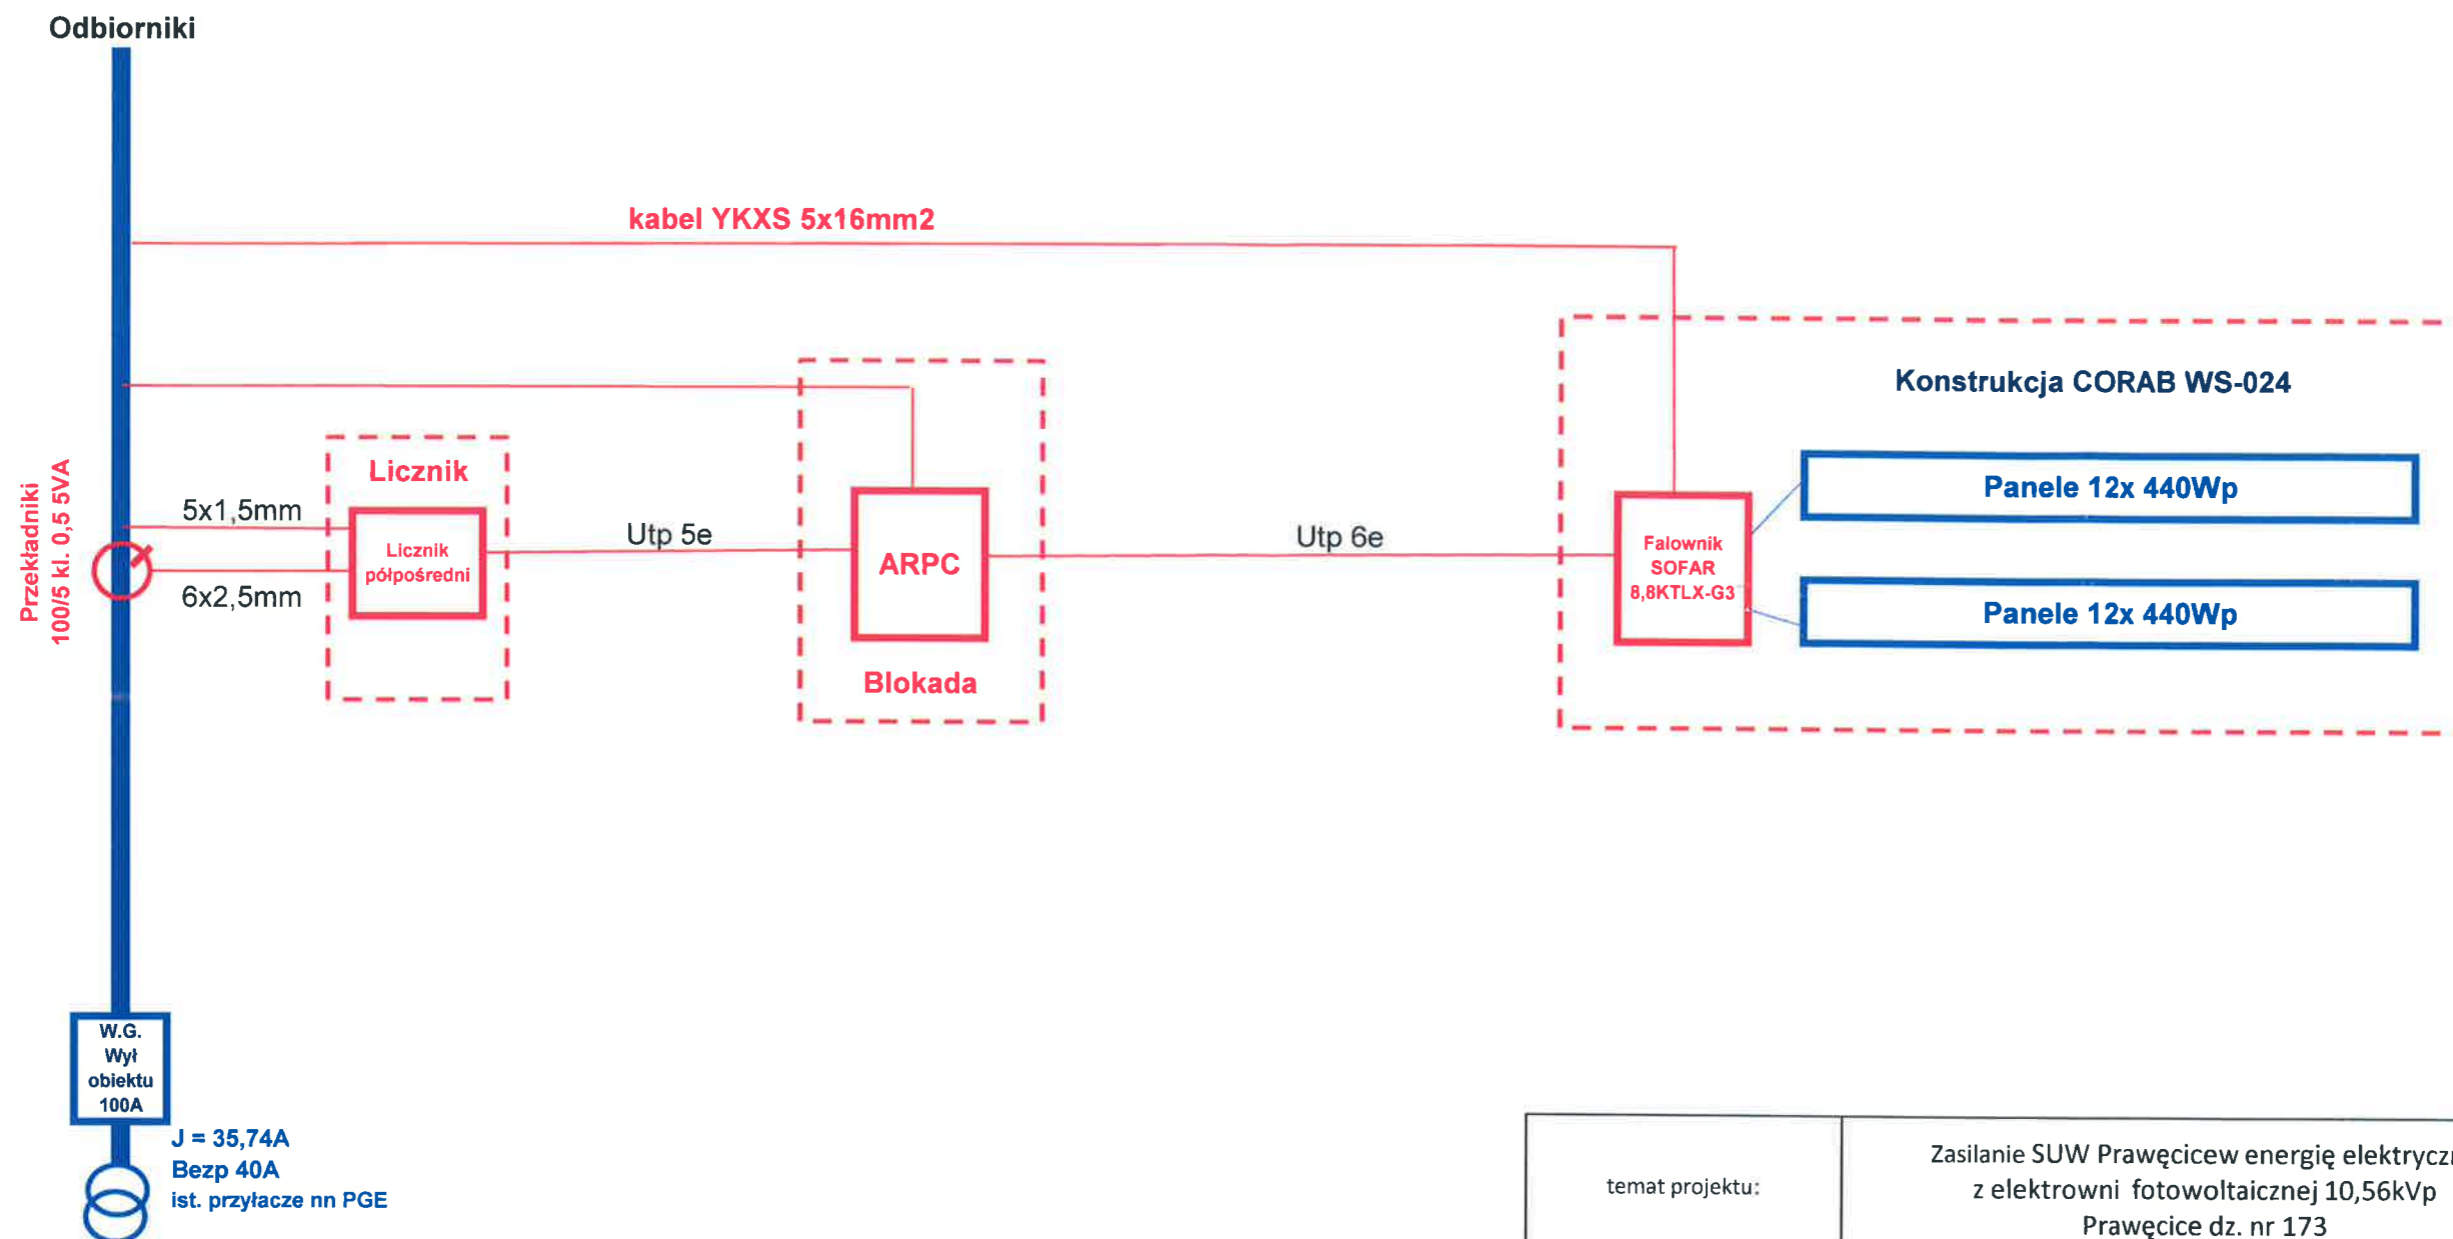 Odbiorniki
kabel YKXS 5x16mm2
Konstrukcja CORAB WS-024
Przekładniki
100/5 kl. 0,5 5VA
5x1,5mm
6x2,5mm
Licznik
Licznik
półpośredni
Utp 5e
ARPC
Blokada
Utp 6e
Falownik
SOFAR
8,8KTLX-G3
Panele 12x 440Wp
Panele 12x 440Wp
W.G.
Wył
obiektu
100A
J = 35,74A
Bezp 40A
ist. przyłacze nn PGE
temat projektu:
Zasilanie SUW Prawęcicew energię elektryczn
z elektrowni fotowoltaicznej 10,56kVp
Prawęcice dz. nr 173